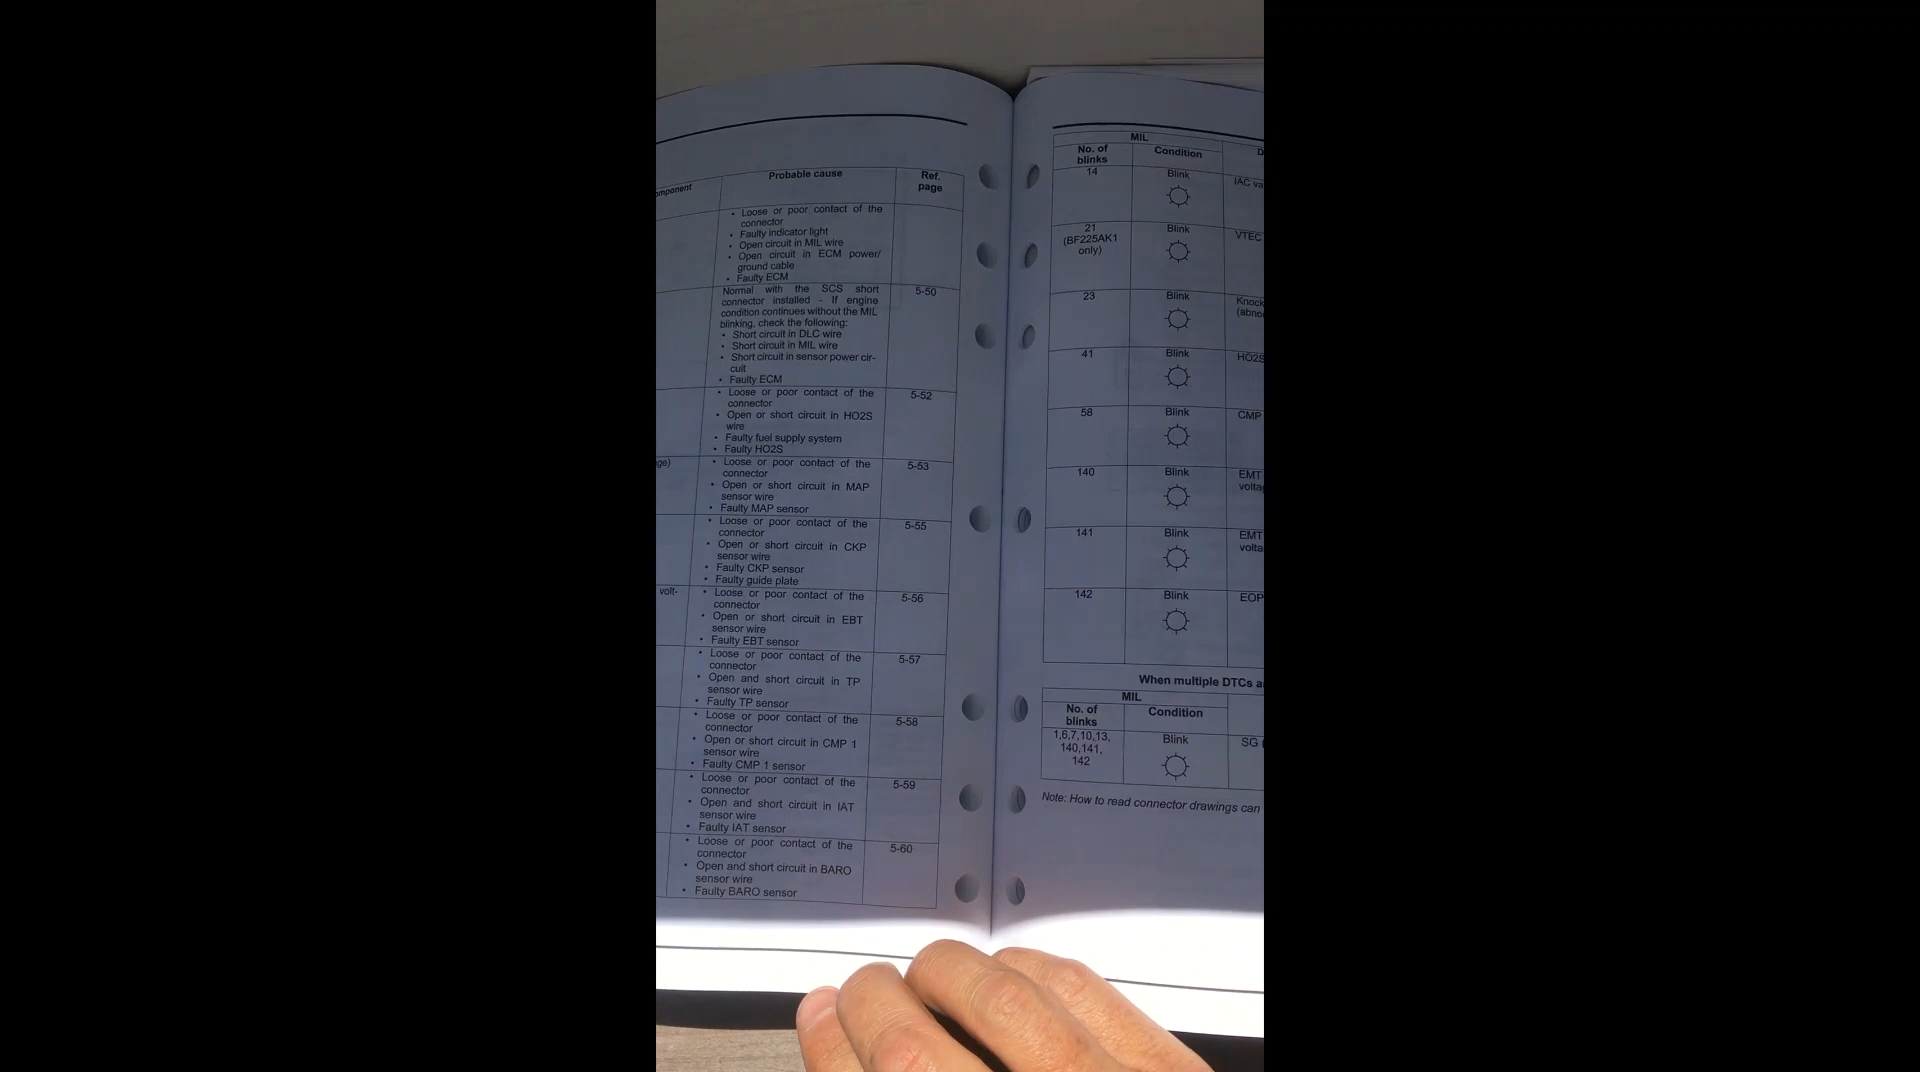 omponent
Probable cause
Ref.
page
• Loose or poor contact of the
connector
• Faulty indicator light
• Open circuit in MIL wire
• Open circuit in ECM power/
ground cable
• Faulty ECM
Normal with the SCS short
connector installed - If engine
condition continues without the MIL
blinking, check the following:
• Short circuit in DLC wire
• Short circuit in MIL wire
• Short circuit in sensor power cir-
cuit
• Faulty ECM
5-50
• Loose or poor contact of the
connector
• Open or short circuit in HO2S
wire
• Faulty fuel supply system
• Faulty HO2S
5-52
ge)
• Loose or poor contact of the
connector
• Open or short circuit in MAP
sensor wire
• Faulty MAP sensor
5-53
• Loose or poor contact of the
connector
• Open or short circuit in CKP
sensor wire
• Faulty CKP sensor
• Faulty guide plate
5-55
volt-
• Loose or poor contact of the
connector
• Open or short circuit in EBT
sensor wire
• Faulty EBT sensor
5-56
• Loose or poor contact of the
connector
• Open and short circuit in TP
sensor wire
• Faulty TP sensor
5-57
• Loose or poor contact of the
connector
• Open or short circuit in CMP 1
sensor wire
• Faulty CMP 1 sensor
5-58
• Loose or poor contact of the
connector
• Open and short circuit in IAT
sensor wire
• Faulty IAT sensor
5-59
• Loose or poor contact of the
connector
• Open and short circuit in BARO
sensor wire
• Faulty BARO sensor
5-60
MIL
No. of
blinks
Condition
D
14
Blink
IAC va
21
(BF225AK1
only)
Blink
VTEC
23
Blink
Knock
(abno
41
Blink
HO2S
58
Blink
CMP
140
Blink
EMT
voltag
141
Blink
EMT
volta
142
Blink
EOP
When multiple DTCs a
MIL
No. of
blinks
Condition
1,6,7,10,13,
140,141,
142
Blink
SG (
Note: How to read connector drawings can